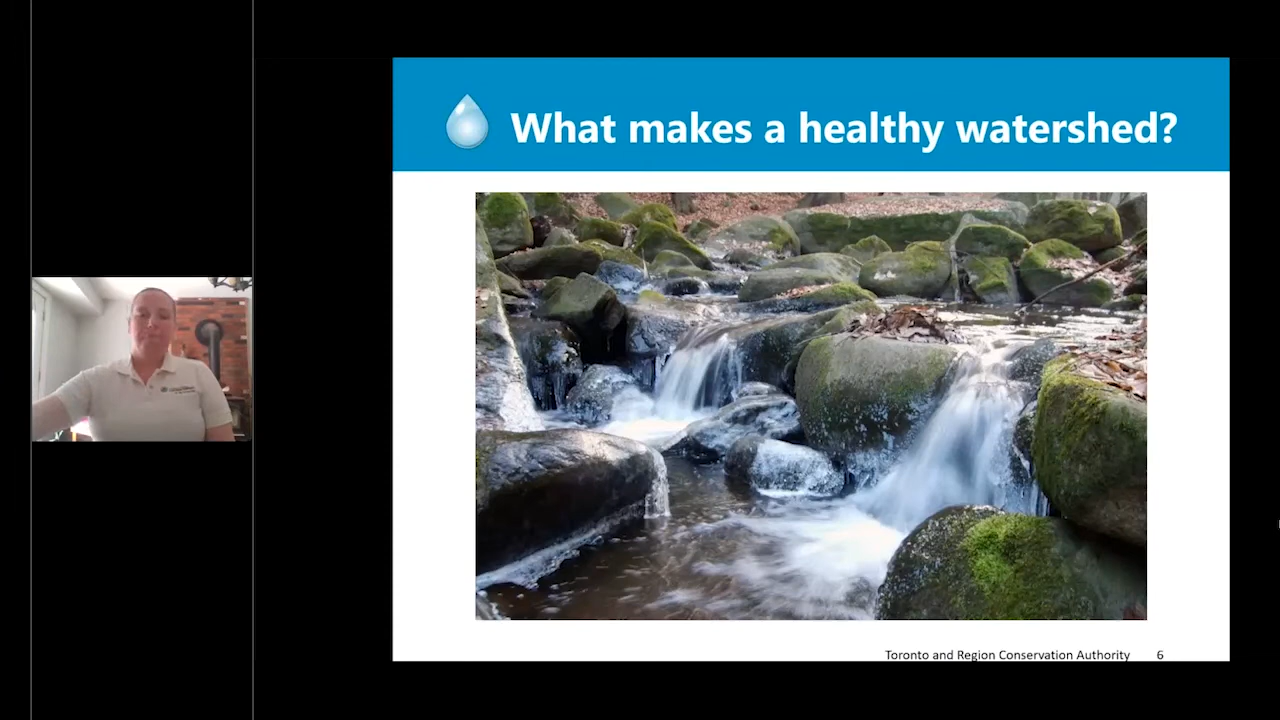 What makes a healthy watershed?
Toronto and Region Conservation Authority 6